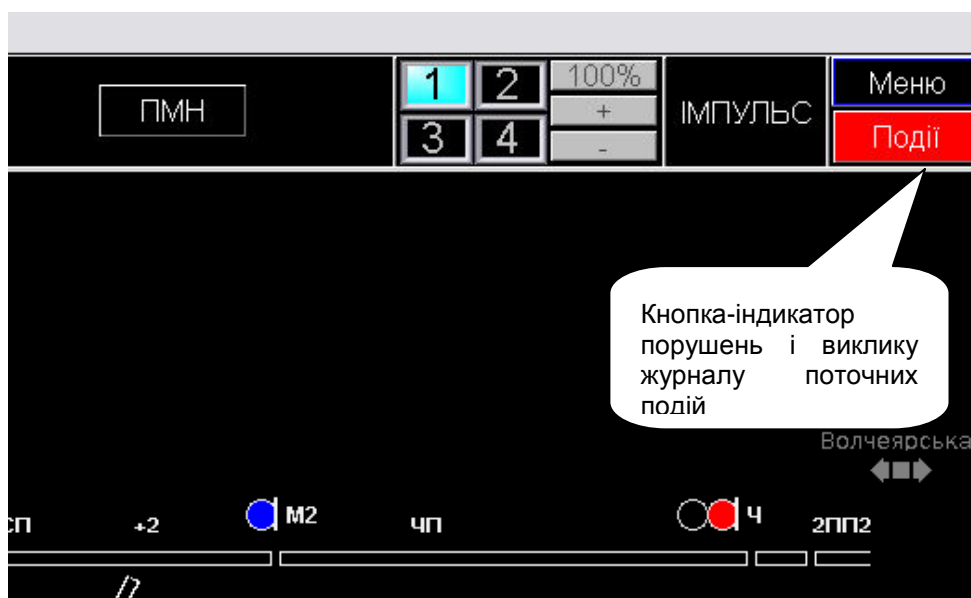 ПМН
1 2 100%
+
3 4 -
ІМПУЛЬС
Меню
Події
Кнопка-індикатор
порушень і виклику
журналу поточних
подій
Волчеярська
СП +2 М2 ЧП Ч 2ПП2